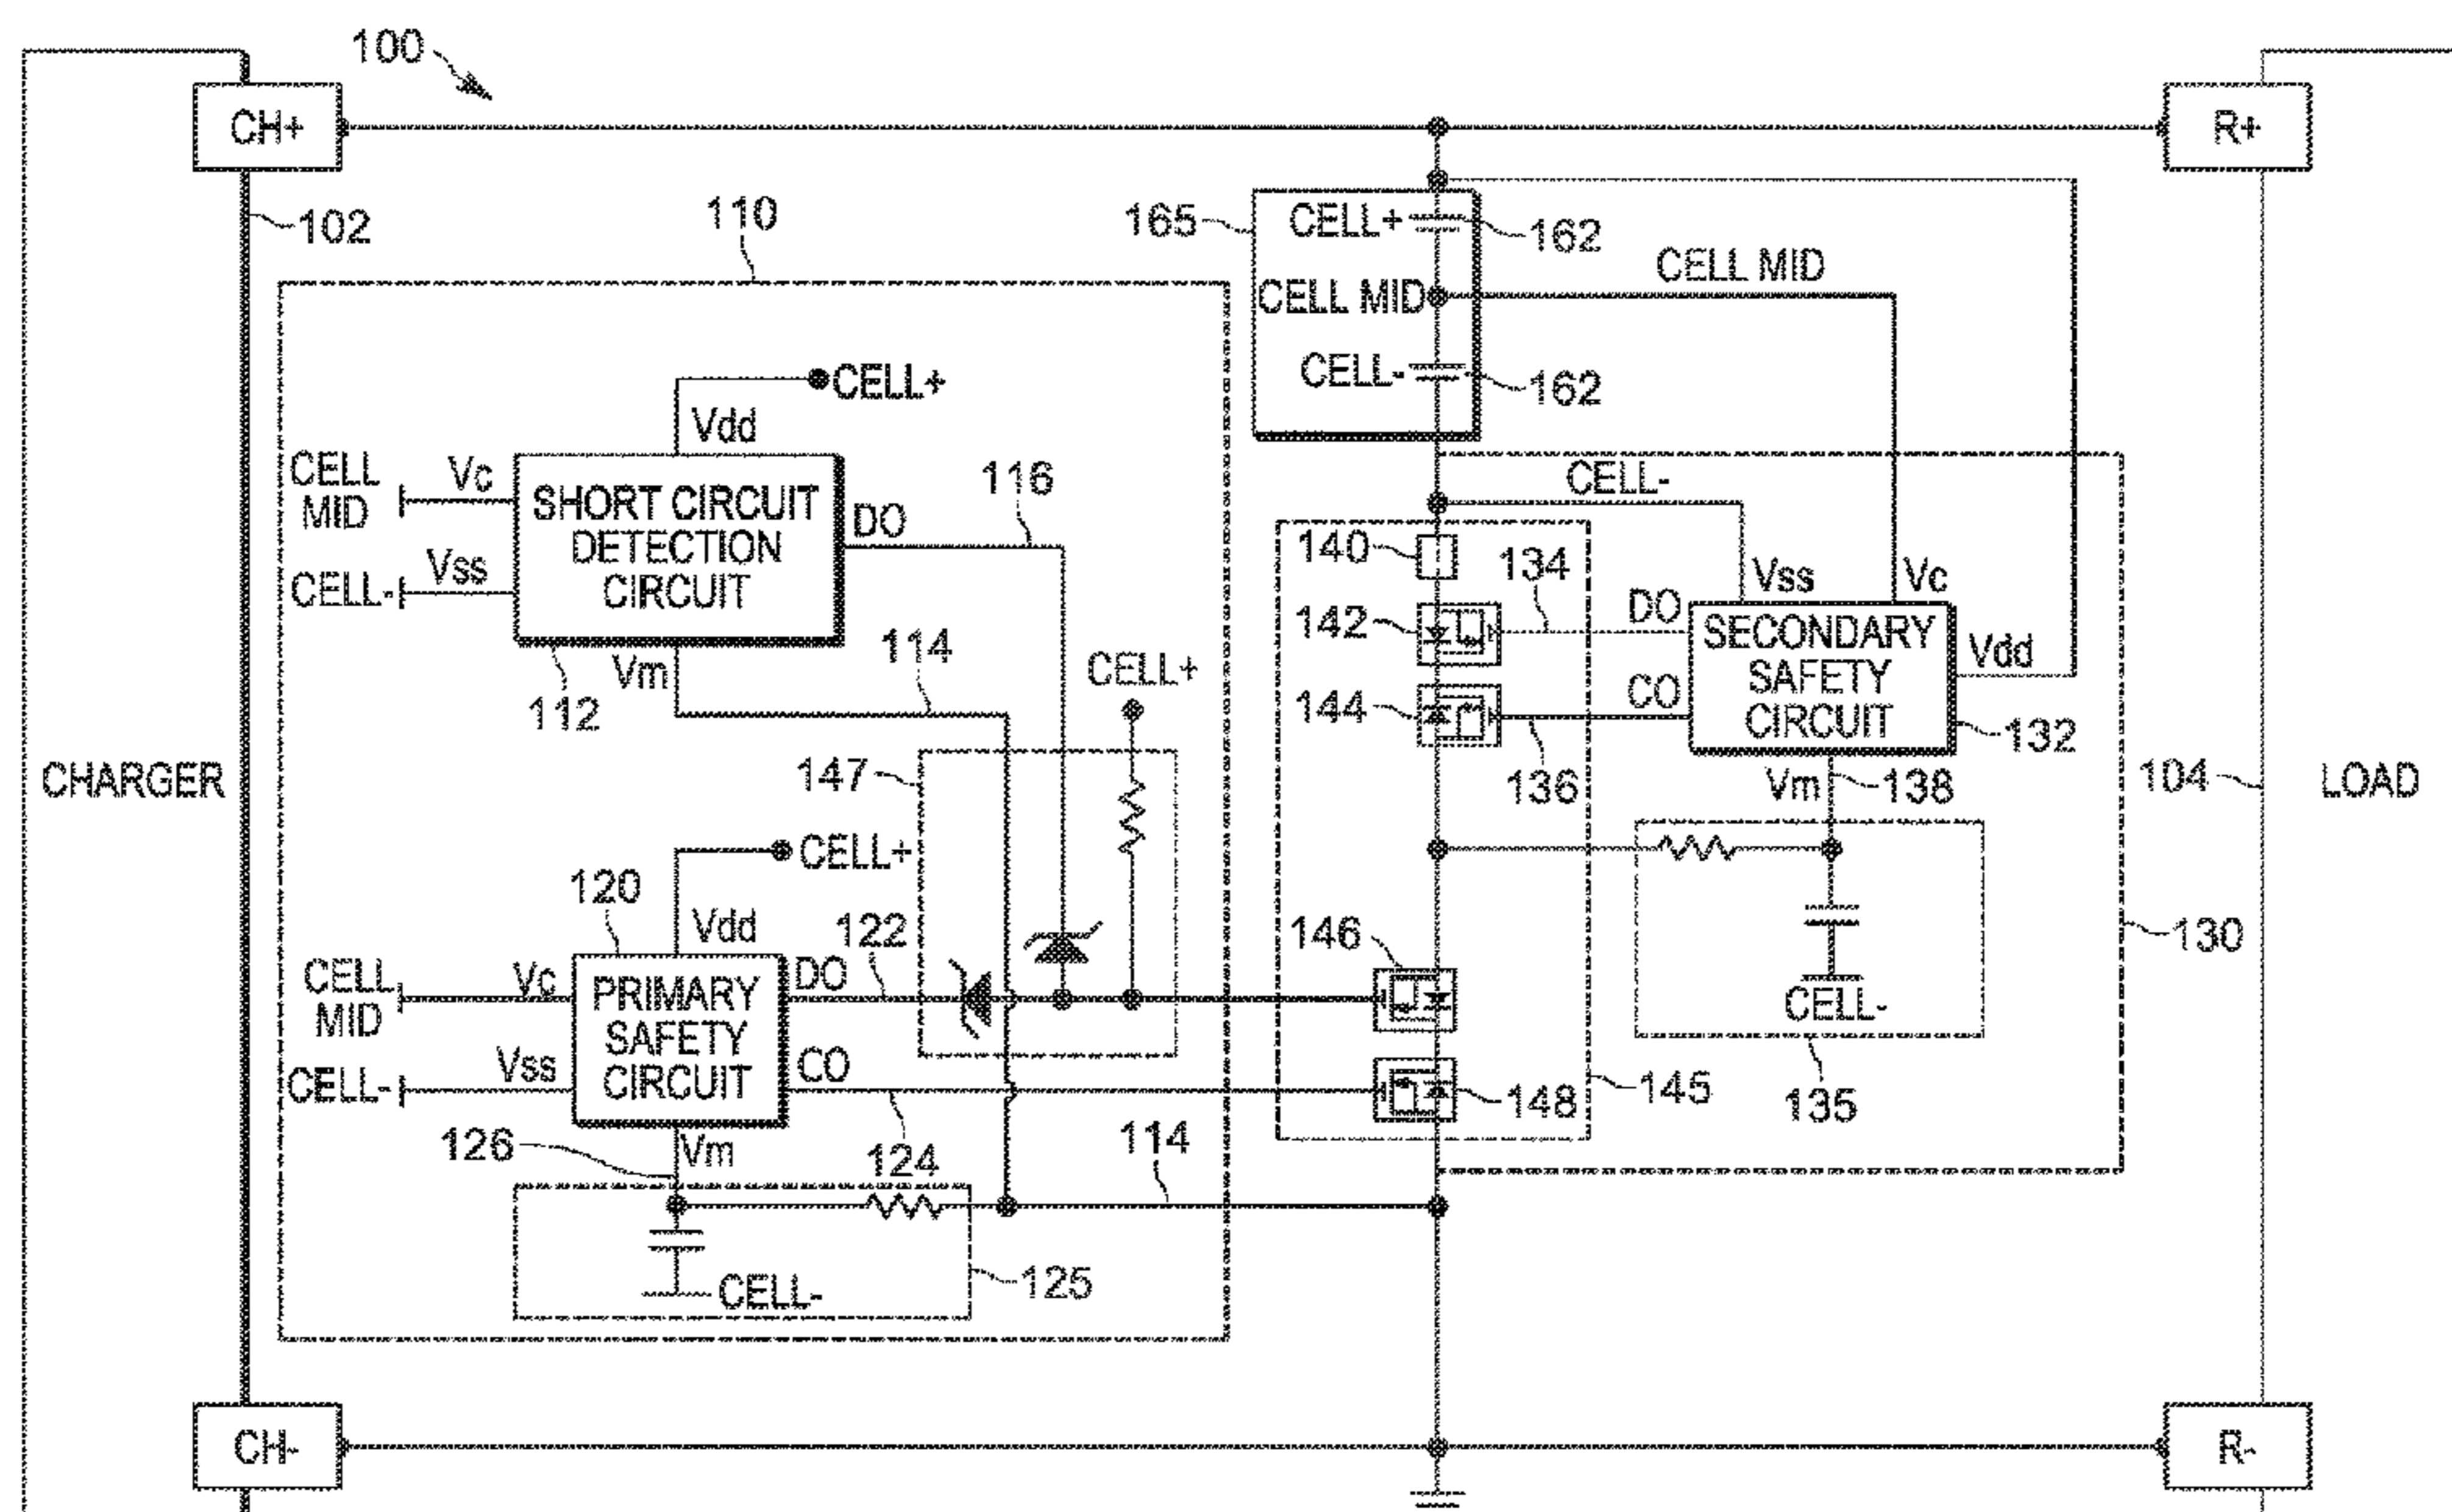 100
CH+
R+
102
110
165
CELL+
162
CELL MID
CELL MID
CELL-
162
CELL+
Vdd
CELL
MID
Vc
SHORT CIRCUIT
DETECTION
CIRCUIT
DO
116
CELL-
Vss
Vm
112
114
CELL+
CELL-
140
134
Vss
Vc
142
DO
SECONDARY
SAFETY
CIRCUIT
Vdd
144
CO
132
136
Vm
138
104
CHARGER
LOAD
147
CELL+
120
Vdd
122
146
130
CELL
MID
Vc
PRIMARY
SAFETY
CIRCUIT
DO
CELL-
CELL-
Vss
CO
148
145
135
126
Vm
124
114
CELL-
125
CH-
R-